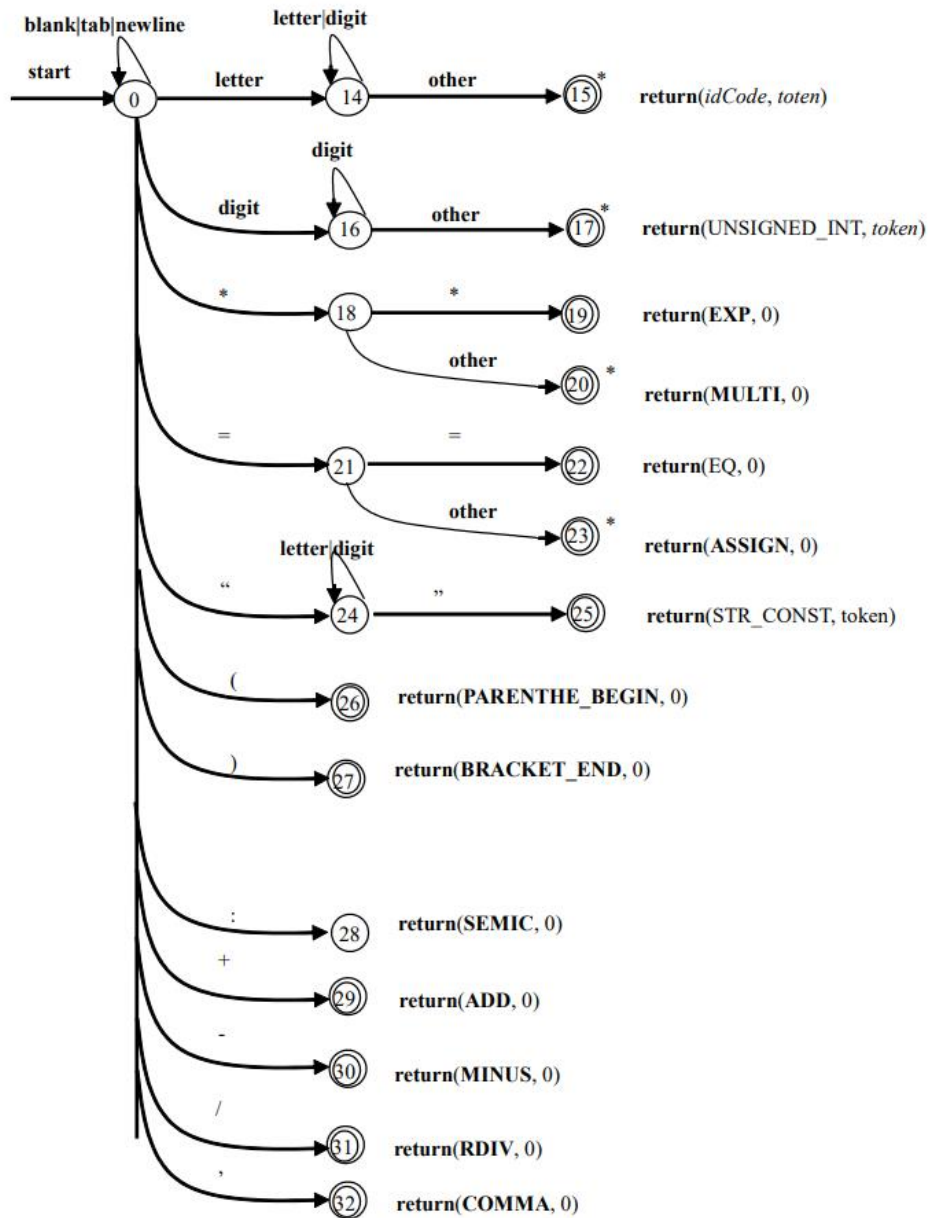 blank|tab|newline
letter|digit
start
0
letter
14
other
15
*
return(idCode, toten)
digit
digit
16
other
17
*
return(UNSIGNED_INT, token)
*
18
*
19
return(EXP, 0)
other
20
*
return(MULTI, 0)
=
21
=
22
return(EQ, 0)
other
23
*
return(ASSIGN, 0)
letter|digit
“
24
”
25
return(STR_CONST, token)
(
26
return(PARENTHE_BEGIN, 0)
)
27
return(BRACKET_END, 0)
:
28
return(SEMIC, 0)
+
29
return(ADD, 0)
-
30
return(MINUS, 0)
/
31
return(RDIV, 0)
,
32
return(COMMA, 0)